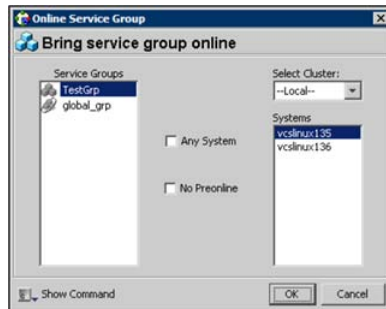 Online Service Group
Bring service group online
Service Groups
TestGrp
global_grp
Any System
No Preonline
Select Cluster:
--Local--
Systems
vcslinux135
vcslinux136
Show Command
OK
Cancel